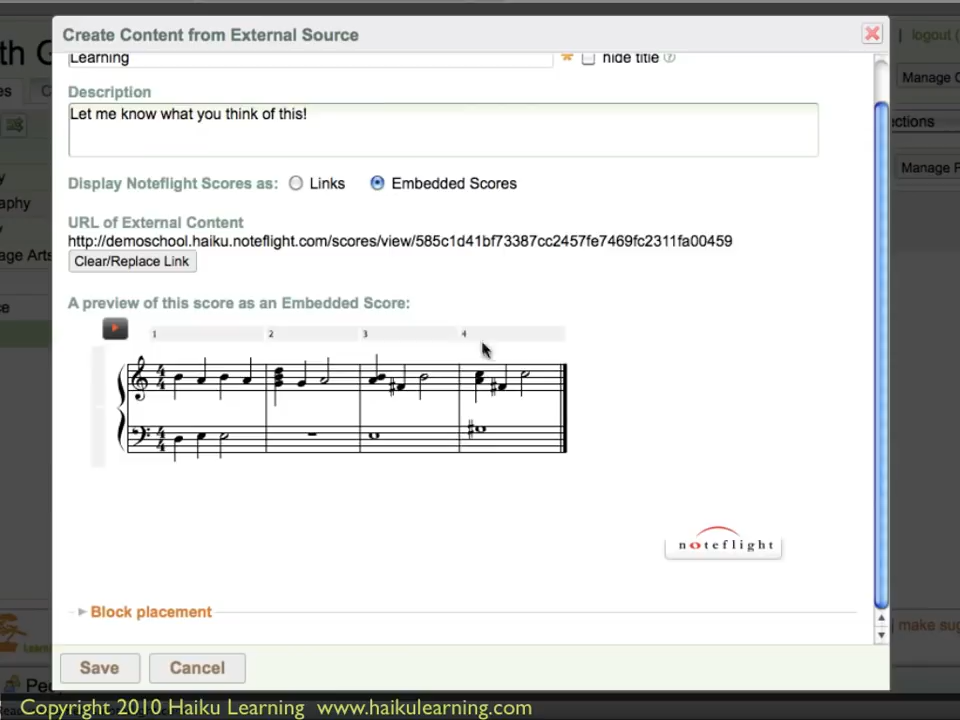 Create Content from External Source
logout
Learning
hide title
Manage
Description
Let me know what you think of this!
Display Noteflight Scores as: Links Embedded Scores
URL of External Content
http://demoschool.haiku.noteflight.com/scores/view/585c1d41bf73387cc2457fe7469fc2311fa00459
Clear/Replace Link
A preview of this score as an Embedded Score:
1 2 3 4
noteflight
Block placement
make
Save Cancel
Copyright 2010 Haiku Learning www.haikulearning.com